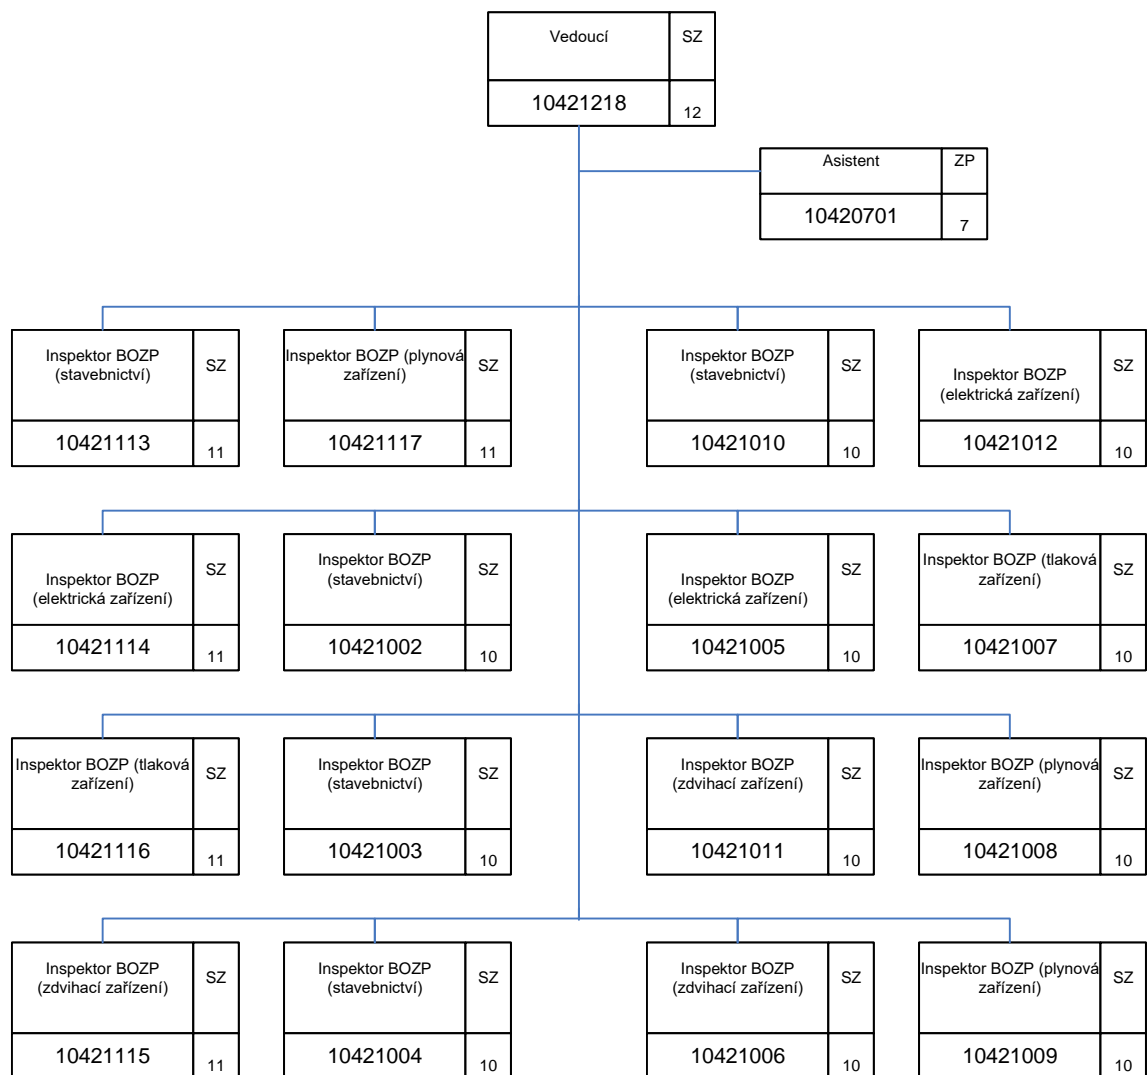 Vedoucí
SZ
10421218
12
Asistent
ZP
10420701
7
Inspektor BOZP
(stavebnictví)
SZ
10421113
11
Inspektor BOZP (plynová
zařízení)
SZ
10421117
11
Inspektor BOZP
(stavebnictví)
SZ
10421010
10
Inspektor BOZP
(elektrická zařízení)
SZ
10421012
10
Inspektor BOZP
(elektrická zařízení)
SZ
10421114
11
Inspektor BOZP
(stavebnictví)
SZ
10421002
10
Inspektor BOZP
(elektrická zařízení)
SZ
10421005
10
Inspektor BOZP (tlaková
zařízení)
SZ
10421007
10
Inspektor BOZP (tlaková
zařízení)
SZ
10421116
11
Inspektor BOZP
(stavebnictví)
SZ
10421003
10
Inspektor BOZP
(zdvihací zařízení)
SZ
10421011
10
Inspektor BOZP (plynová
zařízení)
SZ
10421008
10
Inspektor BOZP
(zdvihací zařízení)
SZ
10421115
11
Inspektor BOZP
(stavebnictví)
SZ
10421004
10
Inspektor BOZP
(zdvihací zařízení)
SZ
10421006
10
Inspektor BOZP (plynová
zařízení)
SZ
10421009
10